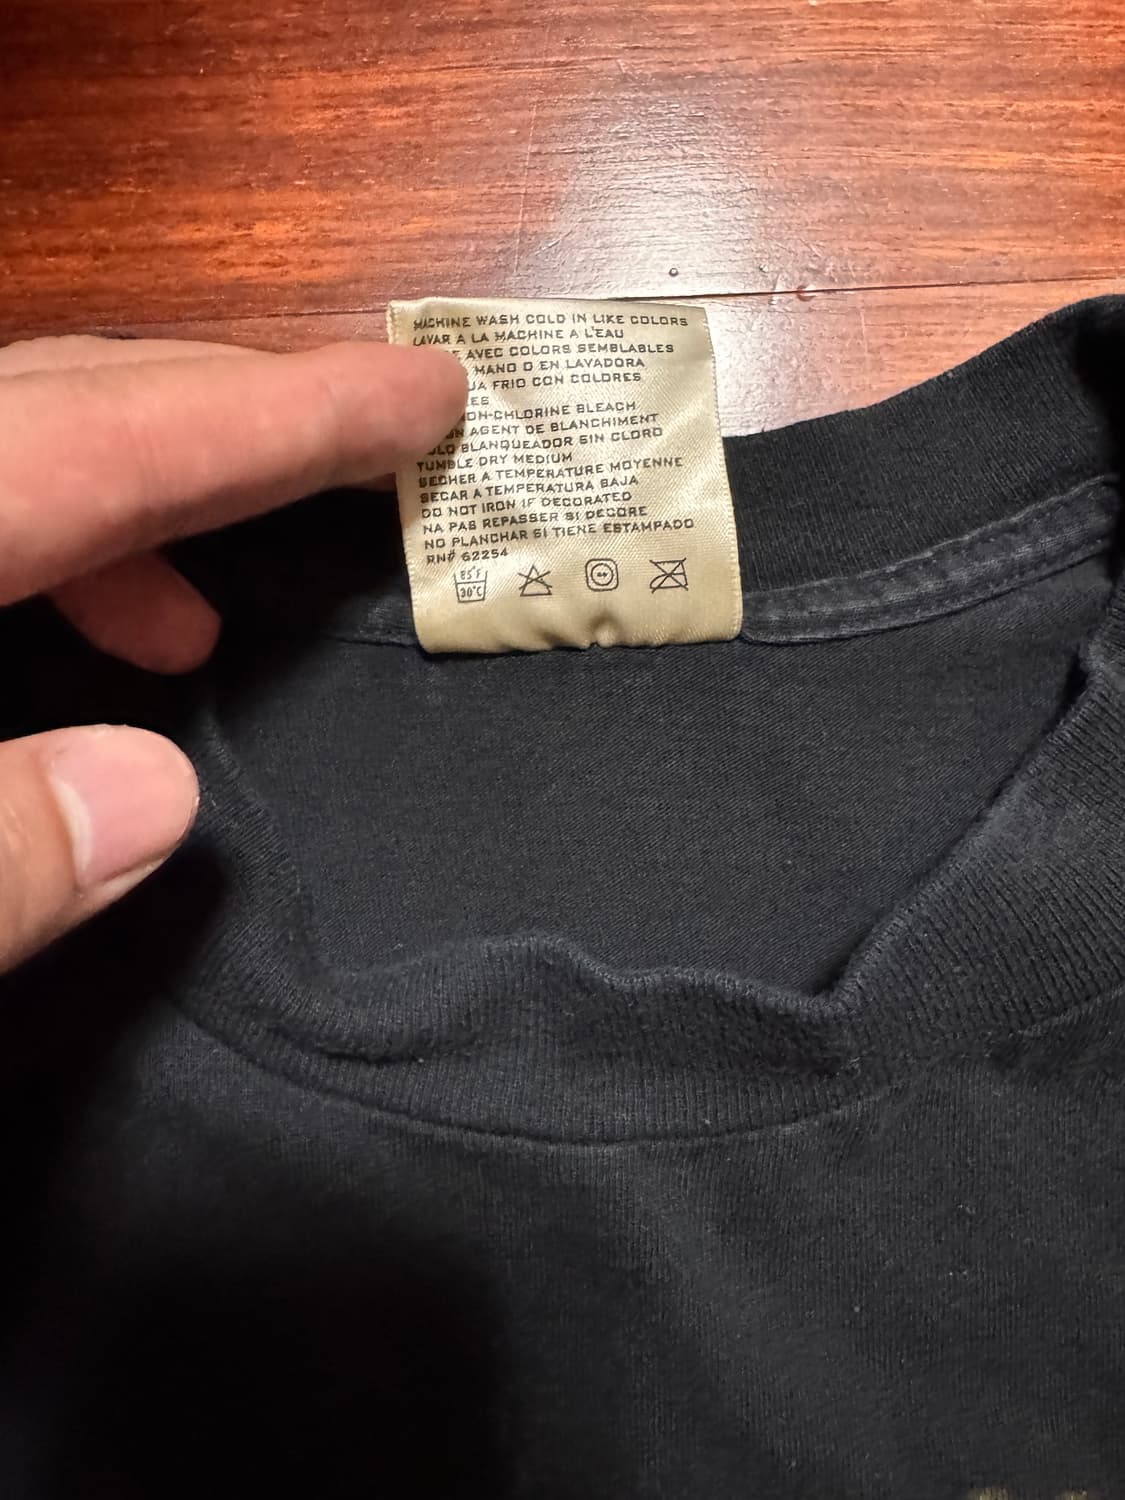 MACHINE WASH COLD IN LIKE COLORS
LAVAR A LA MACHINE A L'EAU
AVEC COLORS SEMBLABLES
MANO O EN LAVADORA
FRIO CON COLORES
NON-CHLORINE BLEACH
AGENT DE BLANCHIMENT
BLANQUEADOR SIN CLORO
TUMBLE DRY MEDIUM
SECHER A TEMPERATURE MOYENNE
SECAR A TEMPERATURA BAJA
DO NOT IRON IF DECORATED
NA PAS REPASSER SI DECORE
NO PLANCHAR SI TIENE ESTAMPADO
RN# 62254
85°F
30°C